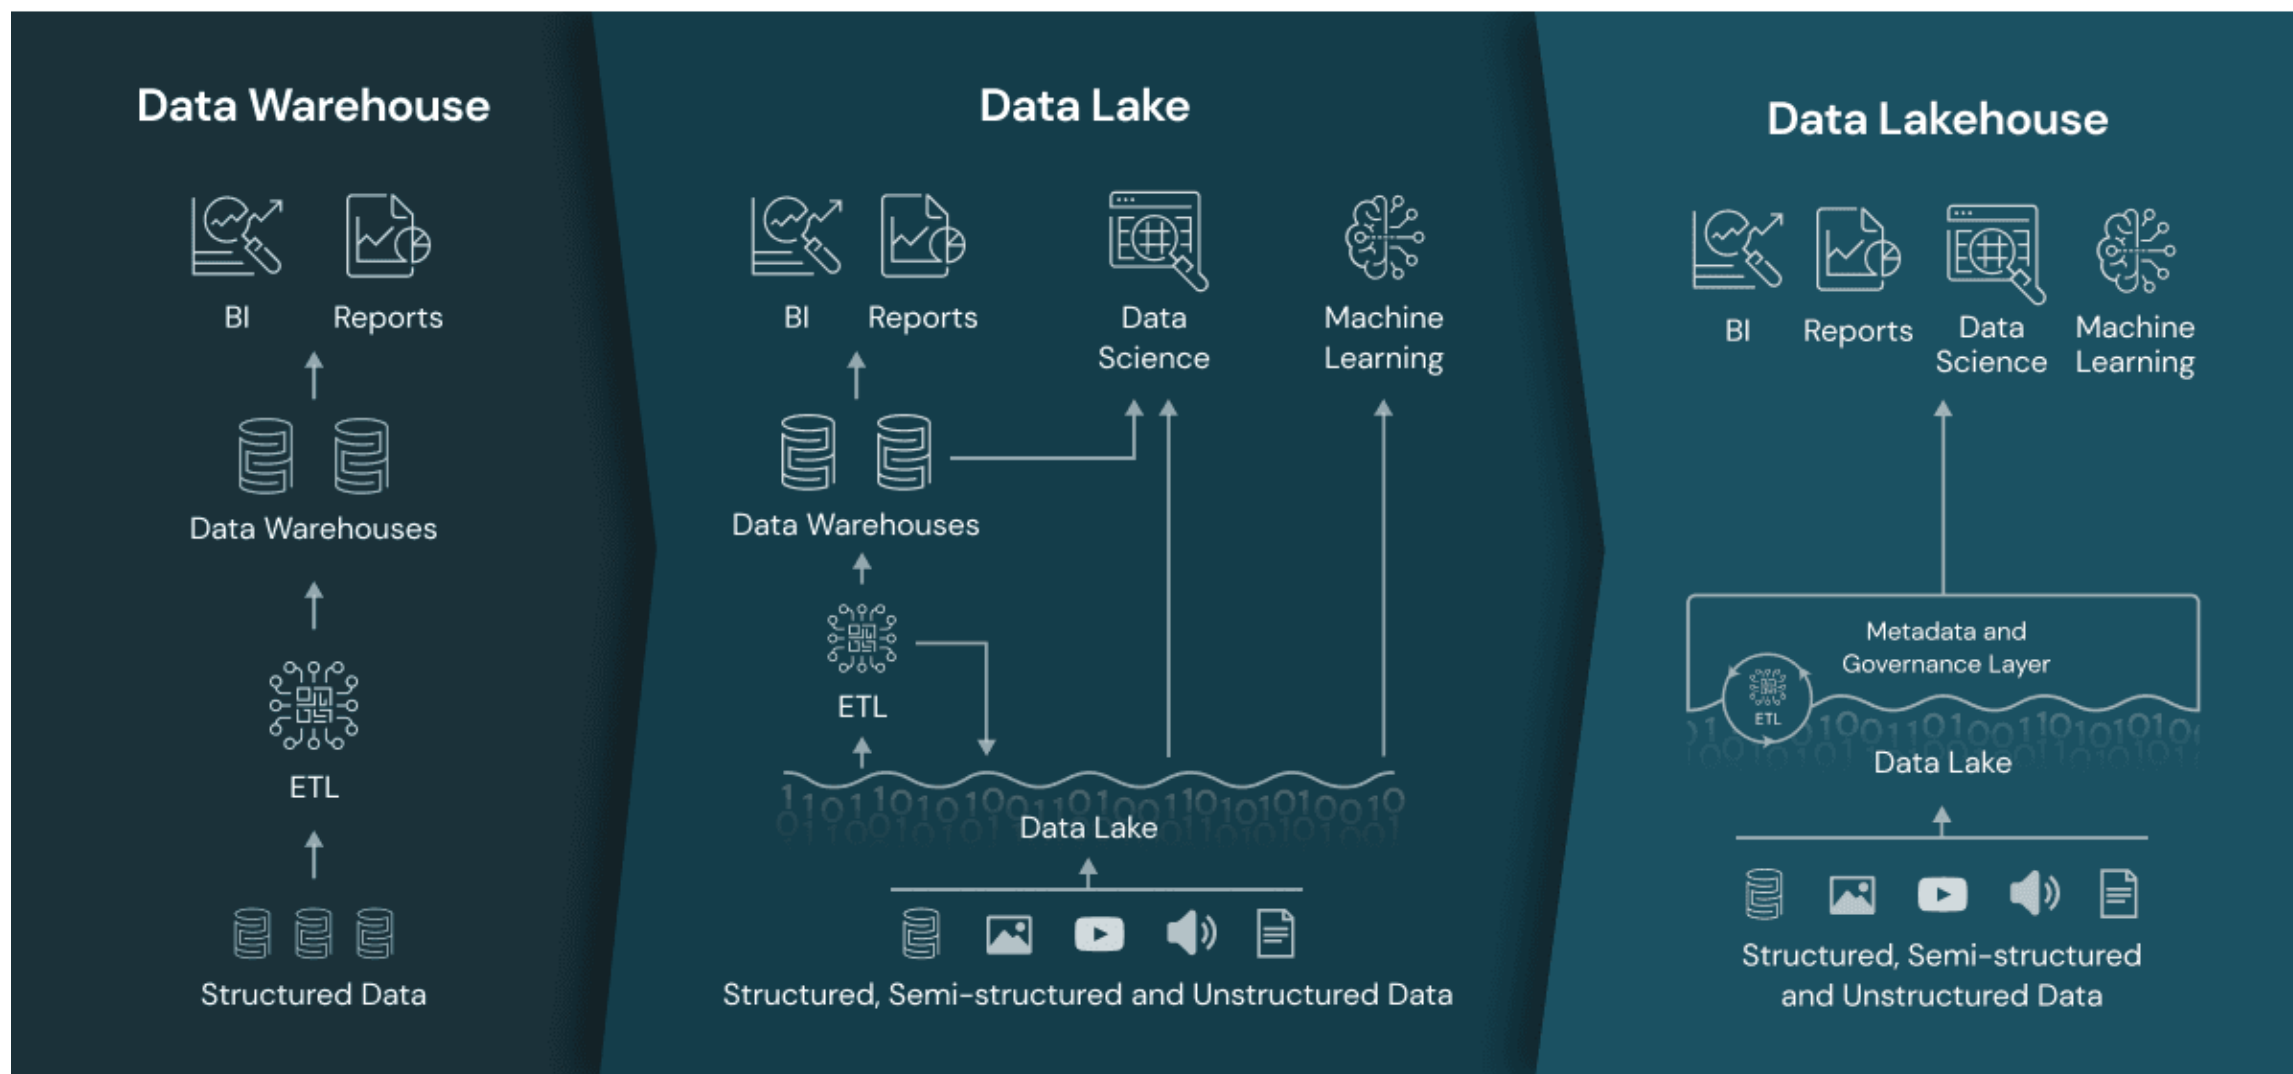 Data Warehouse
BI
Reports
Data Warehouses
ETL
Structured Data
Data Lake
BI
Reports
Data
Science
Machine
Learning
Data Warehouses
ETL
Data Lake
Structured, Semi-structured and Unstructured Data
Data Lakehouse
BI
Reports
Data
Science
Machine
Learning
Metadata and
Governance Layer
ETL
Data Lake
Structured, Semi-structured
and Unstructured Data